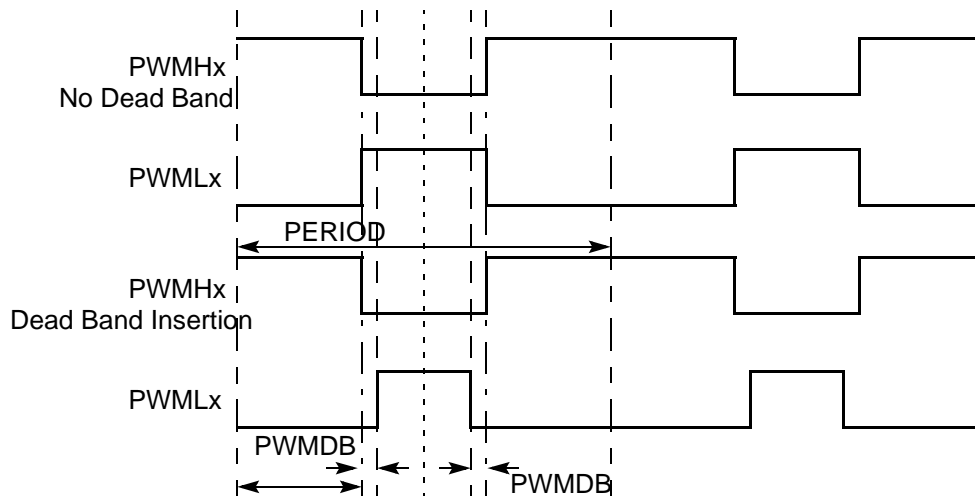 PWMHx
No Dead Band
PWMLx
PERIOD
PWMHx
Dead Band Insertion
PWMLx
PWMDB
PWMDB